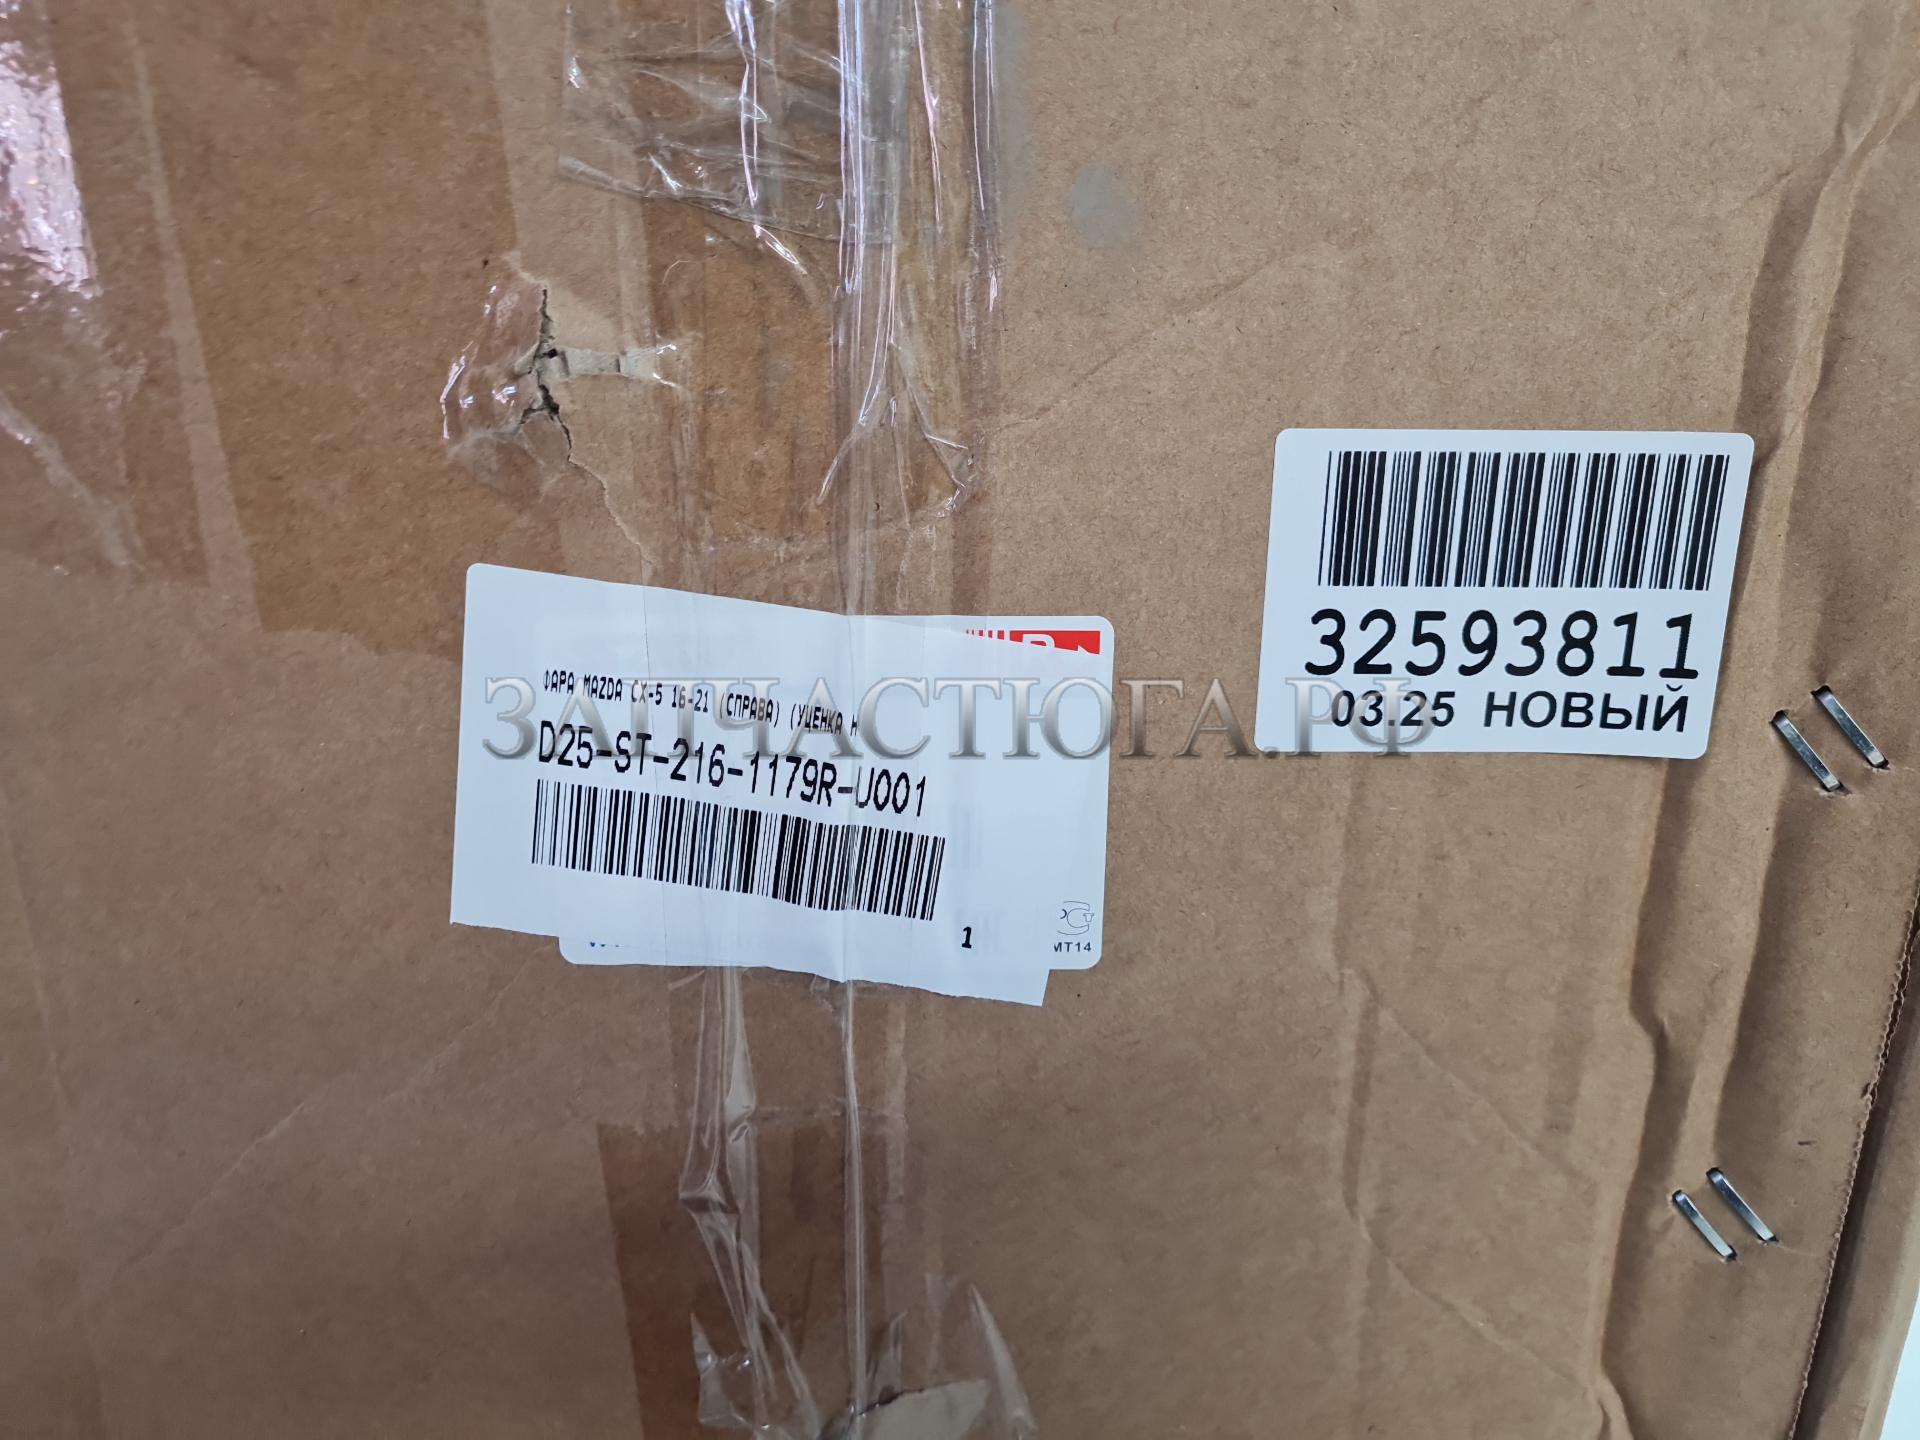 ФАРА MAZDA CX-5 16-21 (СПРАВА) (УЦЕНКА Н
D25-ST-216-1179R-U001
1
МТ14
32593811
03.25 НОВЫЙ
ЗАПЧАСТЮГА.РФ